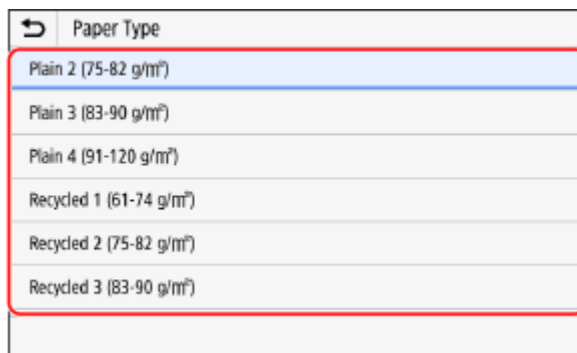 Paper Type
Plain 2 (75-82 g/m²)
Plain 3 (83-90 g/m²)
Plain 4 (91-120 g/m²)
Recycled 1 (61-74 g/m²)
Recycled 2 (75-82 g/m²)
Recycled 3 (83-90 g/m²)